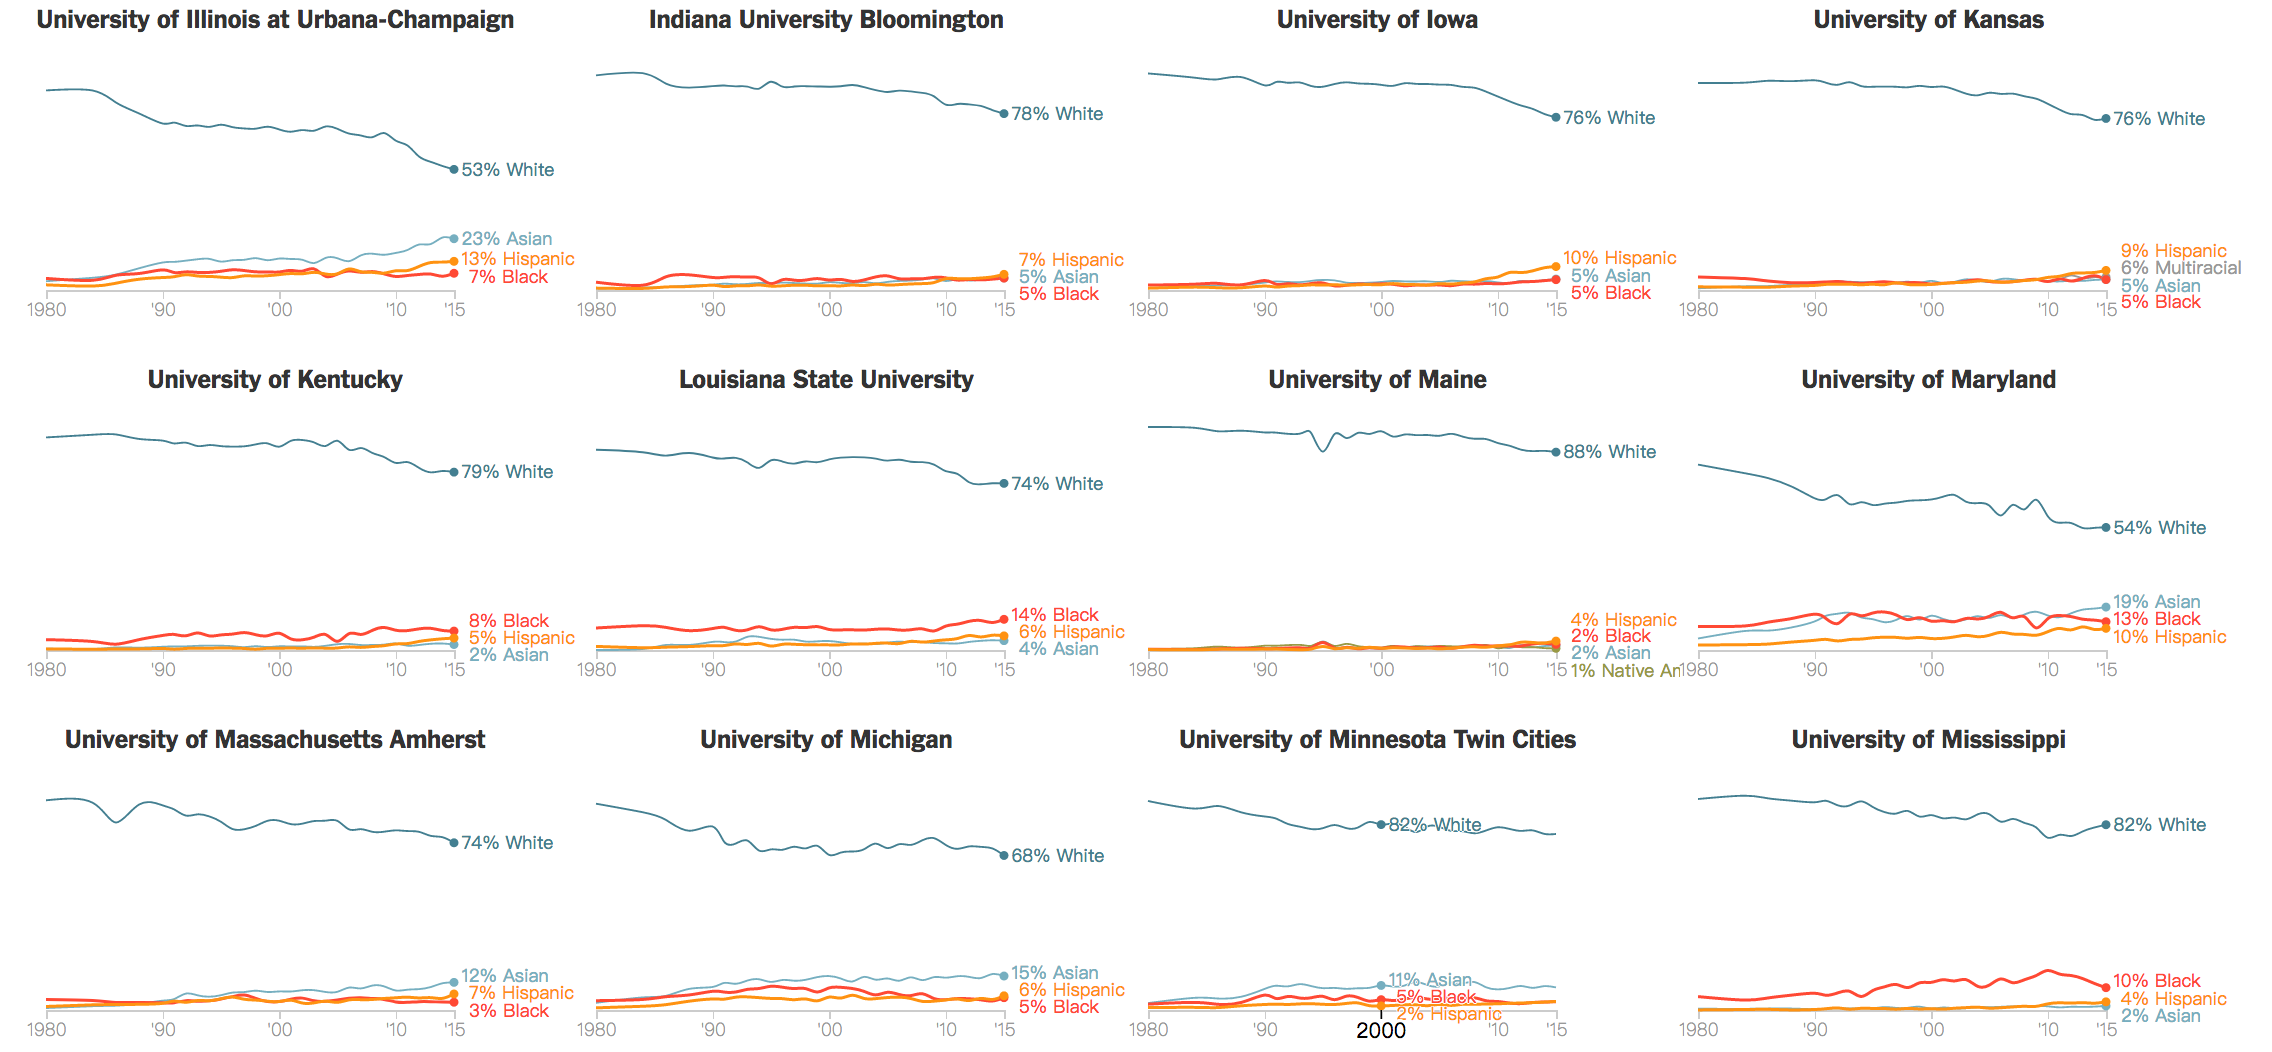 University of Illinois at Urbana-Champaign
53% White
23% Asian
13% Hispanic
7% Black
1980 '90 '00 '10 '15
Indiana University Bloomington
78% White
7% Hispanic
5% Asian
5% Black
1980 '90 '00 '10 '15
University of Iowa
76% White
10% Hispanic
5% Asian
5% Black
1980 '90 '00 '10 '15
University of Kansas
76% White
9% Hispanic
6% Multiracial
5% Asian
5% Black
1980 '90 '00 '10 '15
University of Kentucky
79% White
8% Black
5% Hispanic
2% Asian
1980 '90 '00 '10 '15
Louisiana State University
74% White
14% Black
6% Hispanic
4% Asian
1980 '90 '00 '10 '15
University of Maine
88% White
4% Hispanic
2% Black
2% Asian
1% Native An
1980 '90 '00 '10 '15
University of Maryland
54% White
19% Asian
13% Black
10% Hispanic
1980 '90 '00 '10 '15
University of Massachusetts Amherst
74% White
12% Asian
7% Hispanic
3% Black
1980 '90 '00 '10 '15
University of Michigan
68% White
15% Asian
6% Hispanic
5% Black
1980 '90 '00 '10 '15
University of Minnesota Twin Cities
82% White
11% Asian
5% Black
2% Hispanic
1980 '90 2000 '10 '15
University of Mississippi
82% White
10% Black
4% Hispanic
2% Asian
1980 '90 '00 '10 '15